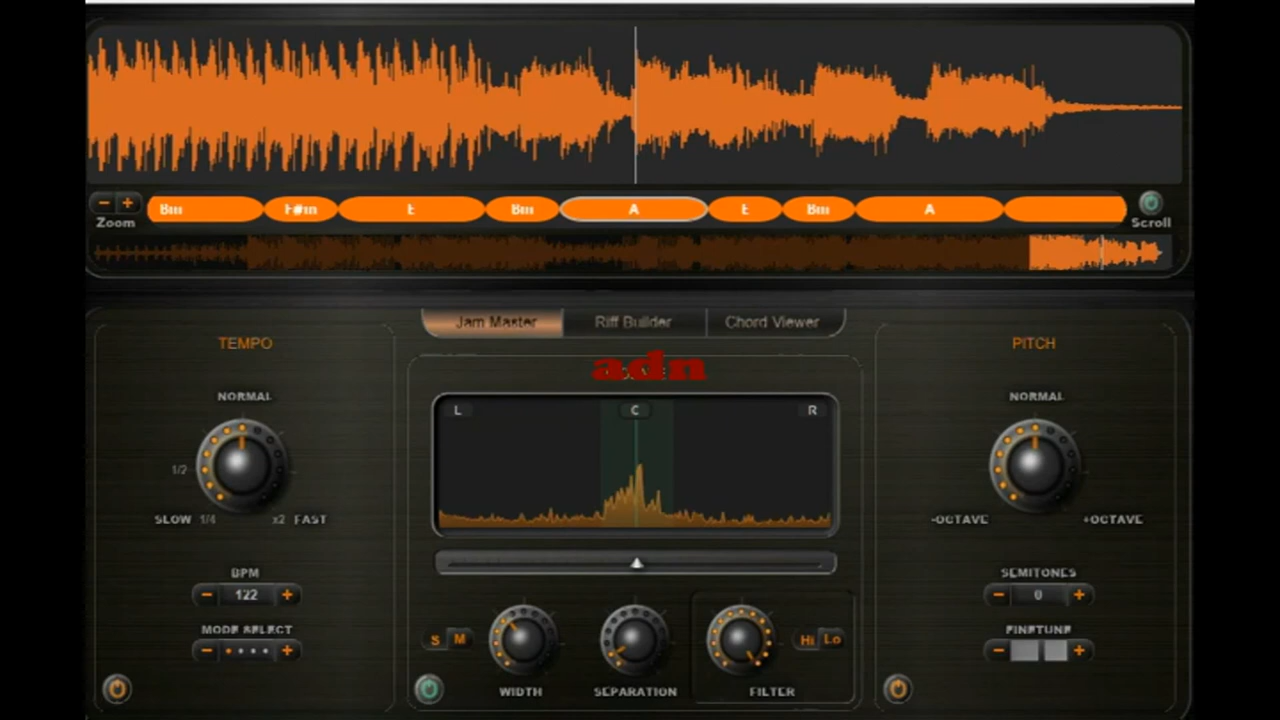 Bm F#m E Bm A E Bm A
Zoom
Scroll
Jam Master Riff Builder Chord Viewer
TEMPO
adn
PITCH
NORMAL
NORMAL
L C R
1/2
SLOW 1/4 x2 FAST
-OCTAVE +OCTAVE
BPM
122
SEMITONES
0
MODE SELECT
FINETUNE
S M
Hi Lo
WIDTH SEPARATION FILTER